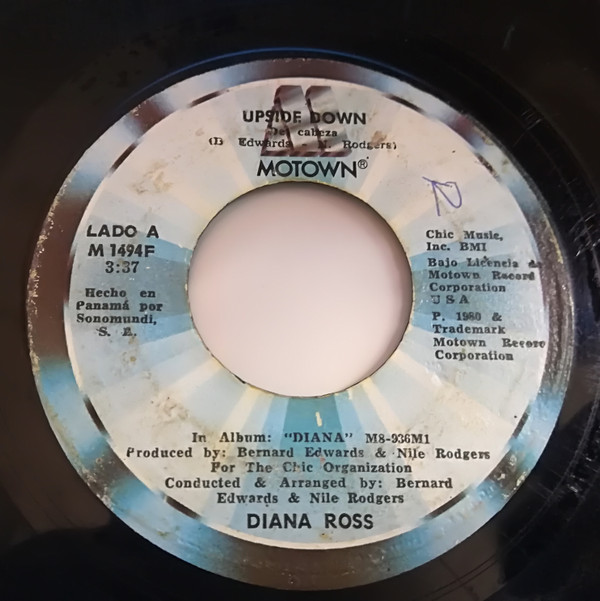 UPSIDE DOWN
De cabeza
(B Edwards - N. Rodgers)
MOTOWN®
LADO A
M 1494F
3:37
Hecho en
Panamá por
Sonomundi,
S. A.
Chic Music,
Inc. BMI
Bajo Licencia de
Motown Record
Corporation
U S A
P. 1980 &
Trademark
Motown Record
Corporation
In Album: "DIANA" M8-936M1
Produced by: Bernard Edwards & Nile Rodgers
For The Chic Organization
Conducted & Arranged by: Bernard
Edwards & Nile Rodgers
DIANA ROSS